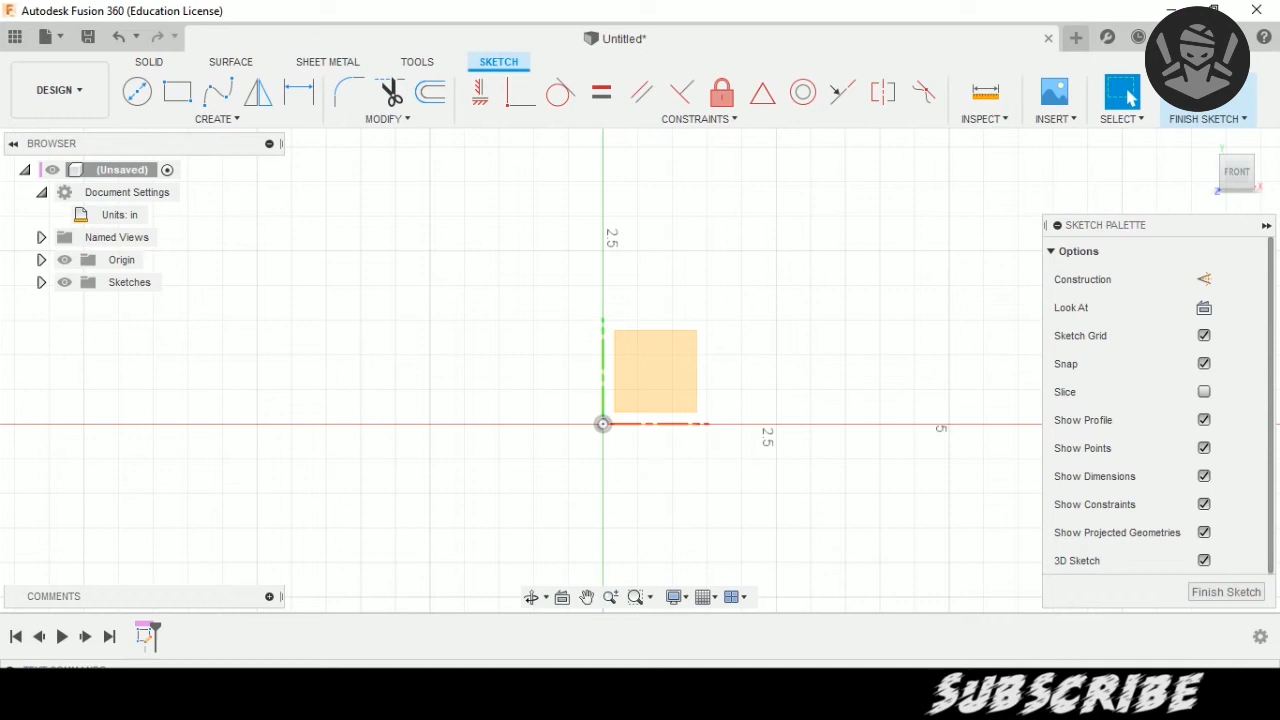 Autodesk Fusion 360 (Education License)
Untitled*
SOLID SURFACE SHEET METAL TOOLS SKETCH
DESIGN
CREATE MODIFY CONSTRAINTS INSPECT INSERT SELECT FINISH SKETCH
BROWSER
(Unsaved)
Document Settings
Units: in
Named Views
Origin
Sketches
2.5
2.5
5
Y
FRONT
X
Z
SKETCH PALETTE
Options
Construction
Look At
Sketch Grid
Snap
Slice
Show Profile
Show Points
Show Dimensions
Show Constraints
Show Projected Geometries
3D Sketch
Finish Sketch
COMMENTS
SUBSCRIBE